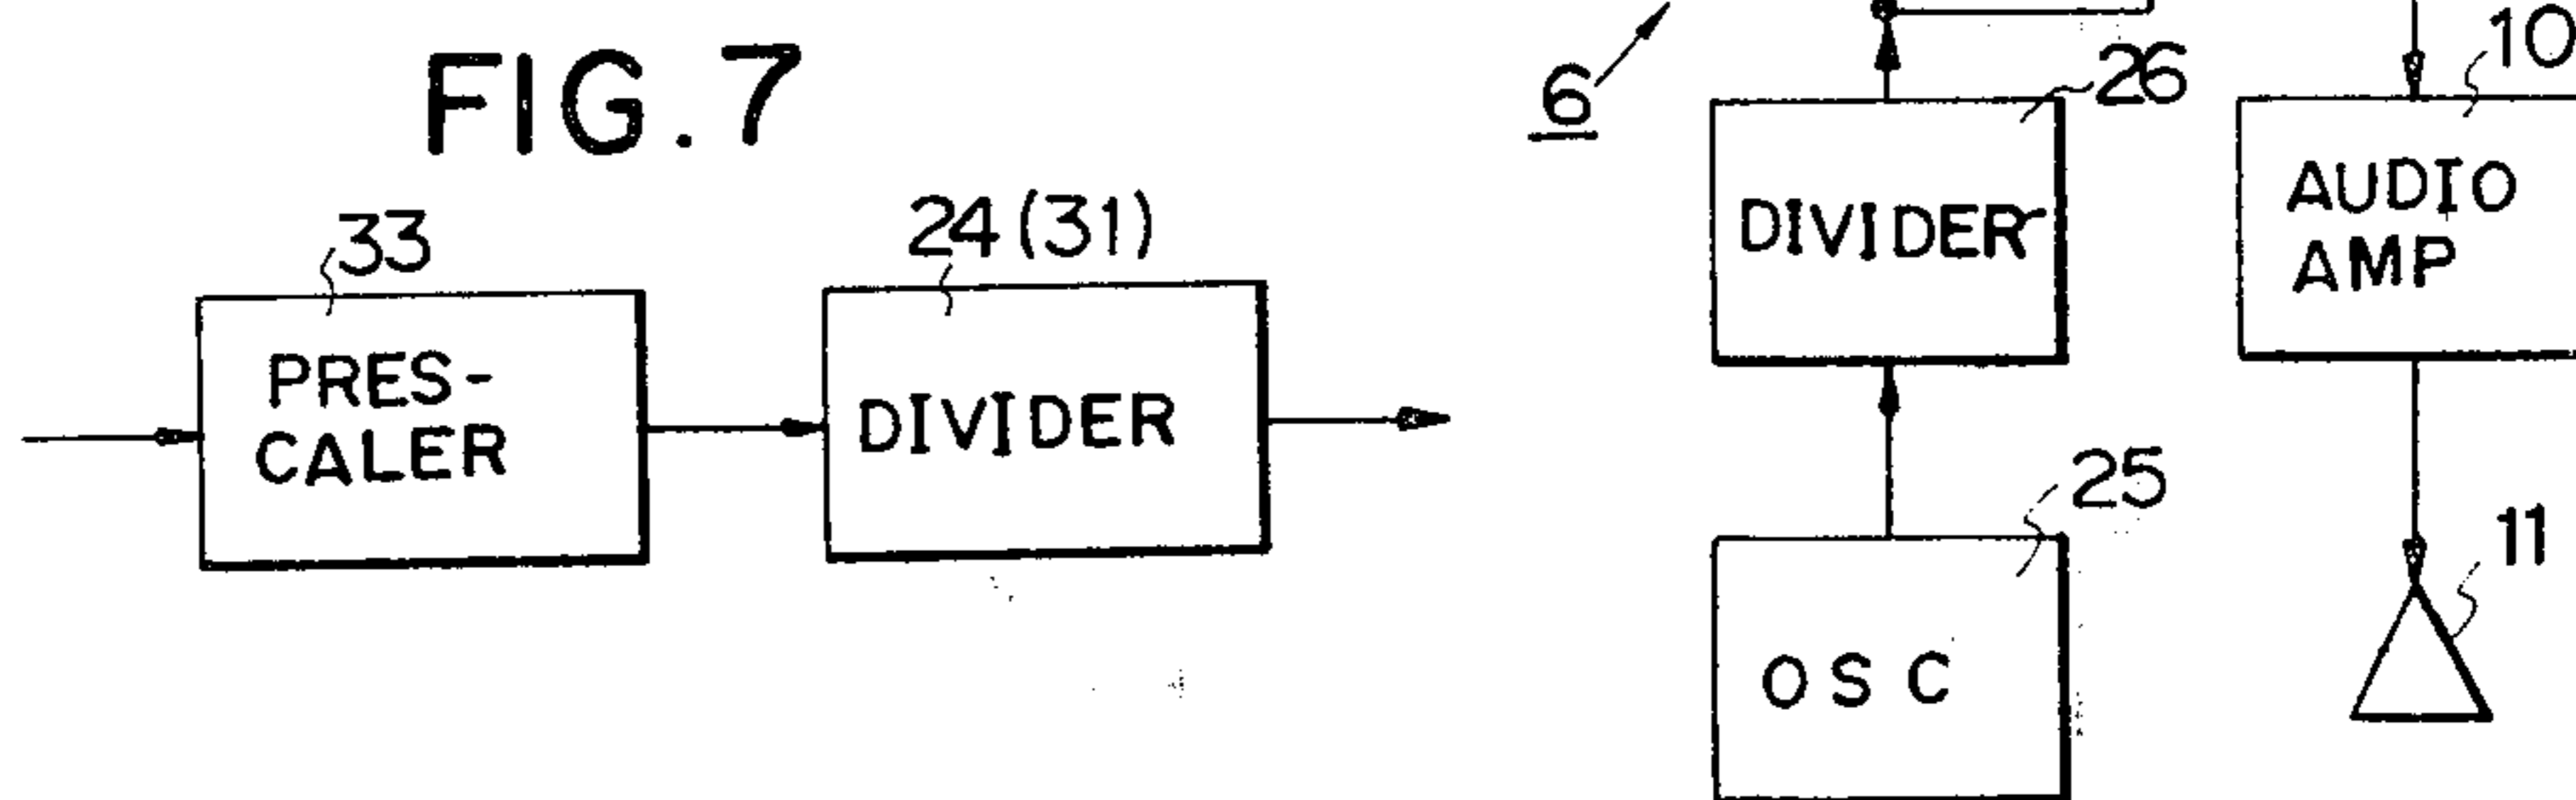 FIG.7
33
PRES-
CALER
24 (31)
DIVIDER
6
26
DIVIDER
10
AUDIO
AMP
25
OSC
11